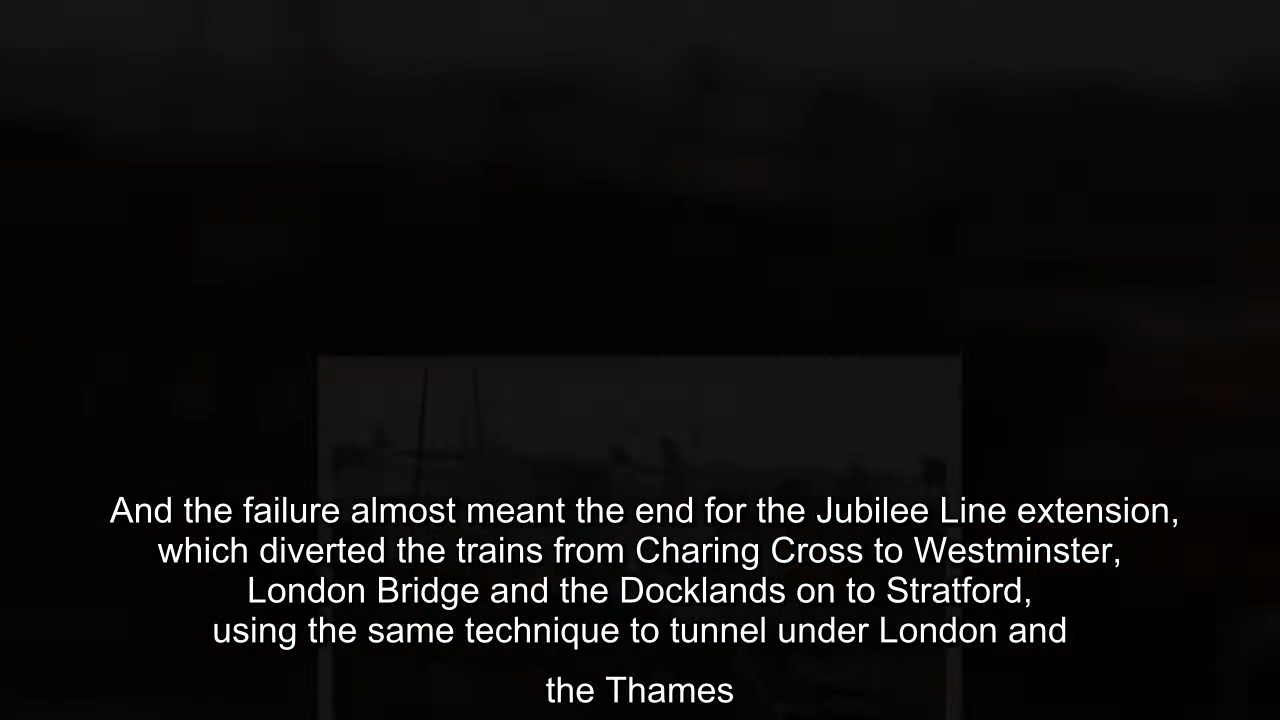 And the failure almost meant the end for the Jubilee Line extension,
which diverted the trains from Charing Cross to Westminster,
London Bridge and the Docklands on to Stratford,
using the same technique to tunnel under London and
the Thames